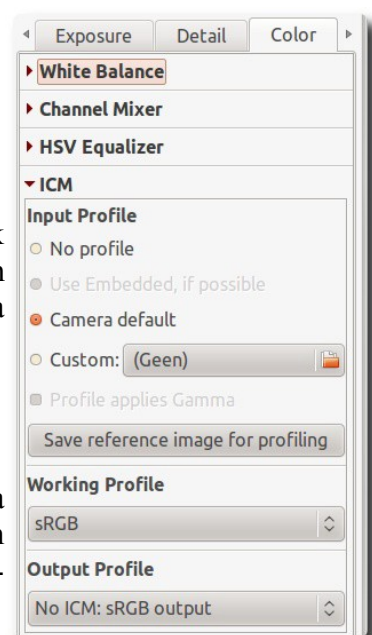 Exposure Detail Color
White Balance
Channel Mixer
HSV Equalizer
ICM
Input Profile
No profile
Use Embedded, if possible
Camera default
Custom: (Geen)
Profile applies Gamma
Save reference image for profiling
Working Profile
sRGB
Output Profile
No ICM: sRGB output